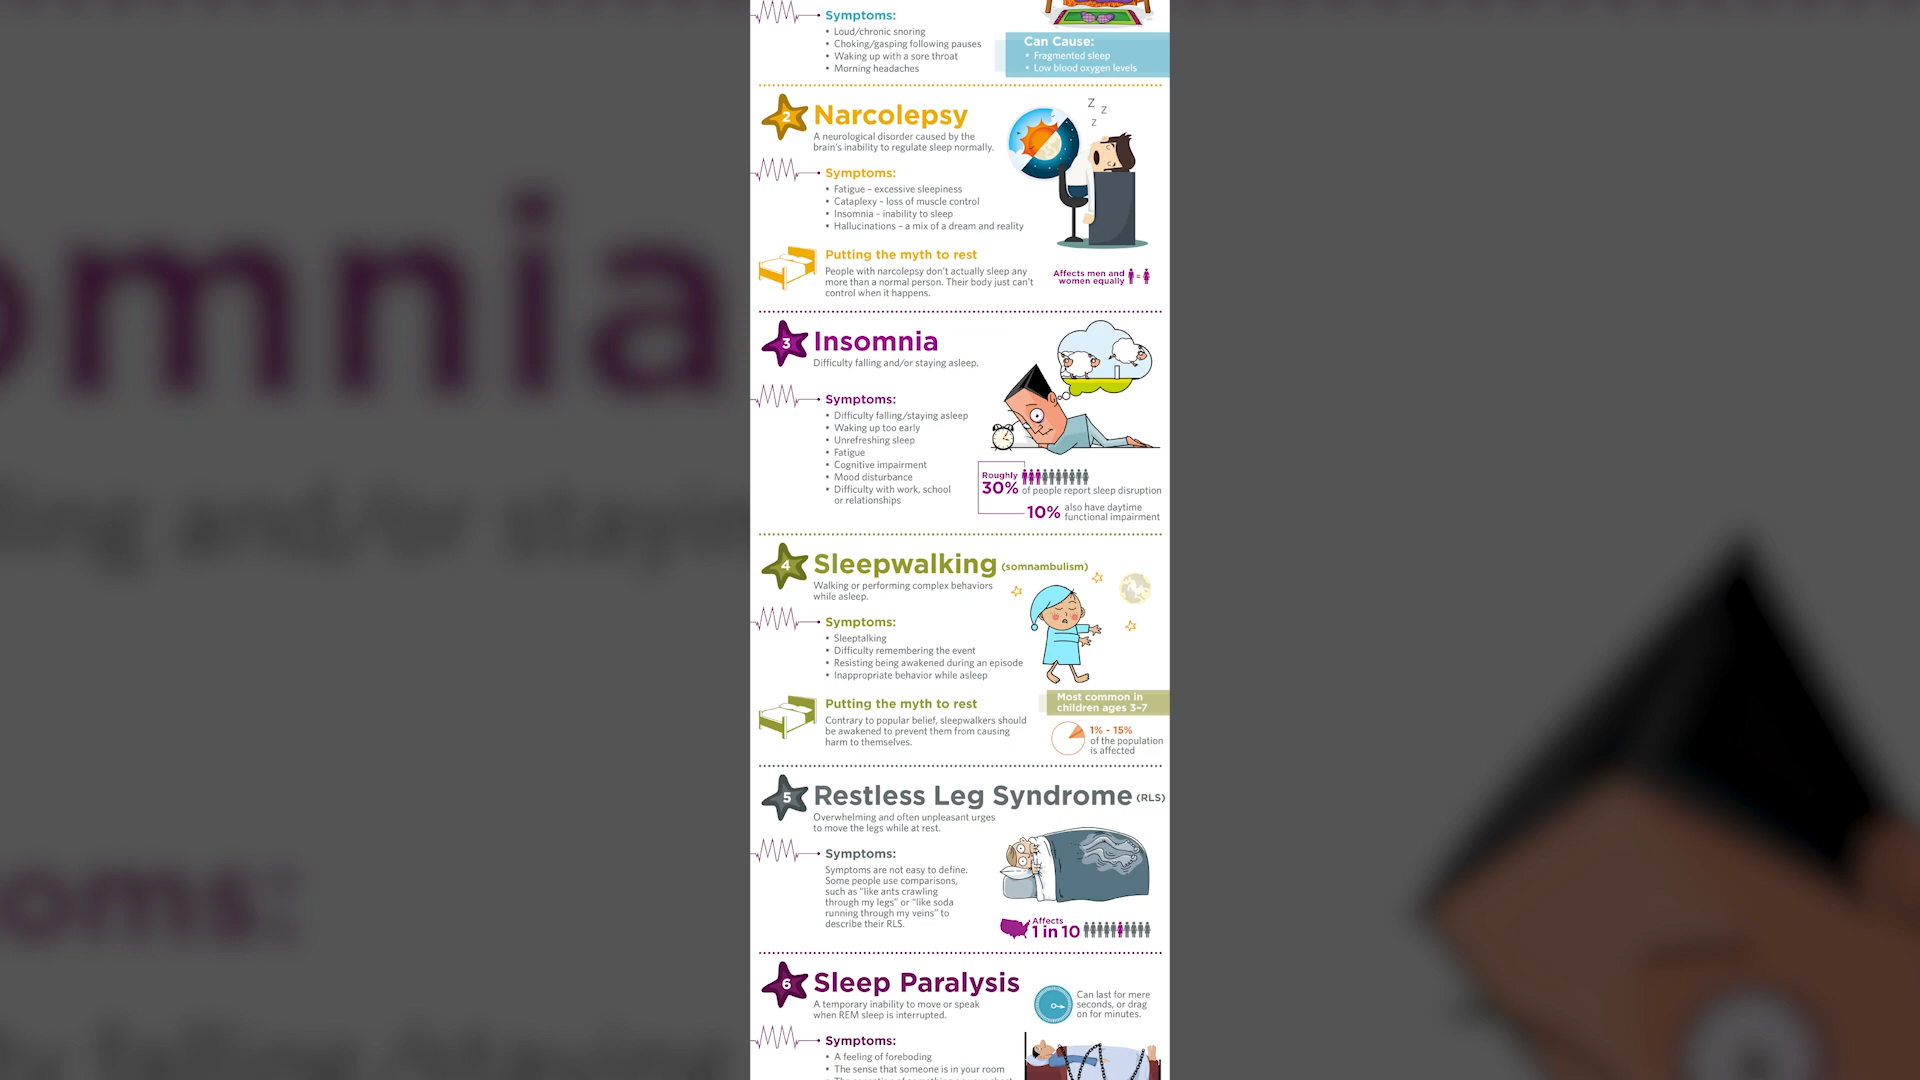 Symptoms:
• Loud/chronic snoring
• Choking/gasping following pauses
• Waking up with a sore throat
• Morning headaches
Can Cause:
• Fragmented sleep
• Low blood oxygen levels
2
Narcolepsy
A neurological disorder caused by the
brain's inability to regulate sleep normally.
Z
Z
Z
Symptoms:
• Fatigue – excessive sleepiness
• Cataplexy – loss of muscle control
• Insomnia – inability to sleep
• Hallucinations – a mix of a dream and reality
Putting the myth to rest
People with narcolepsy don't actually sleep any
more than a normal person. Their body just can't
control when it happens.
Affects men and
women equally
=
3
Insomnia
Difficulty falling and/or staying asleep.
Symptoms:
• Difficulty falling/staying asleep
• Waking up too early
• Unrefreshing sleep
• Fatigue
• Cognitive impairment
• Mood disturbance
• Difficulty with work, school
or relationships
Roughly
30% of people report sleep disruption
10% also have daytime
functional impairment
4
Sleepwalking (somnambulism)
Walking or performing complex behaviors
while asleep.
Symptoms:
• Sleeptalking
• Difficulty remembering the event
• Resisting being awakened during an episode
• Inappropriate behavior while asleep
Putting the myth to rest
Contrary to popular belief, sleepwalkers should
be awakened to prevent them from causing
harm to themselves.
Most common in
children ages 3–7
1% - 15%
of the population
is affected
5
Restless Leg Syndrome (RLS)
Overwhelming and often unpleasant urges
to move the legs while at rest.
Symptoms:
Symptoms are not easy to define.
Some people use comparisons,
such as "like ants crawling
through my legs" or "like soda
running through my veins" to
describe their RLS.
Affects
1 in 10
6
Sleep Paralysis
A temporary inability to move or speak
when REM sleep is interrupted.
Can last for mere
seconds, or drag
on for minutes.
Symptoms:
• A feeling of foreboding
• The sense that someone is in your room
omnia
ling and/or stayi
oms: